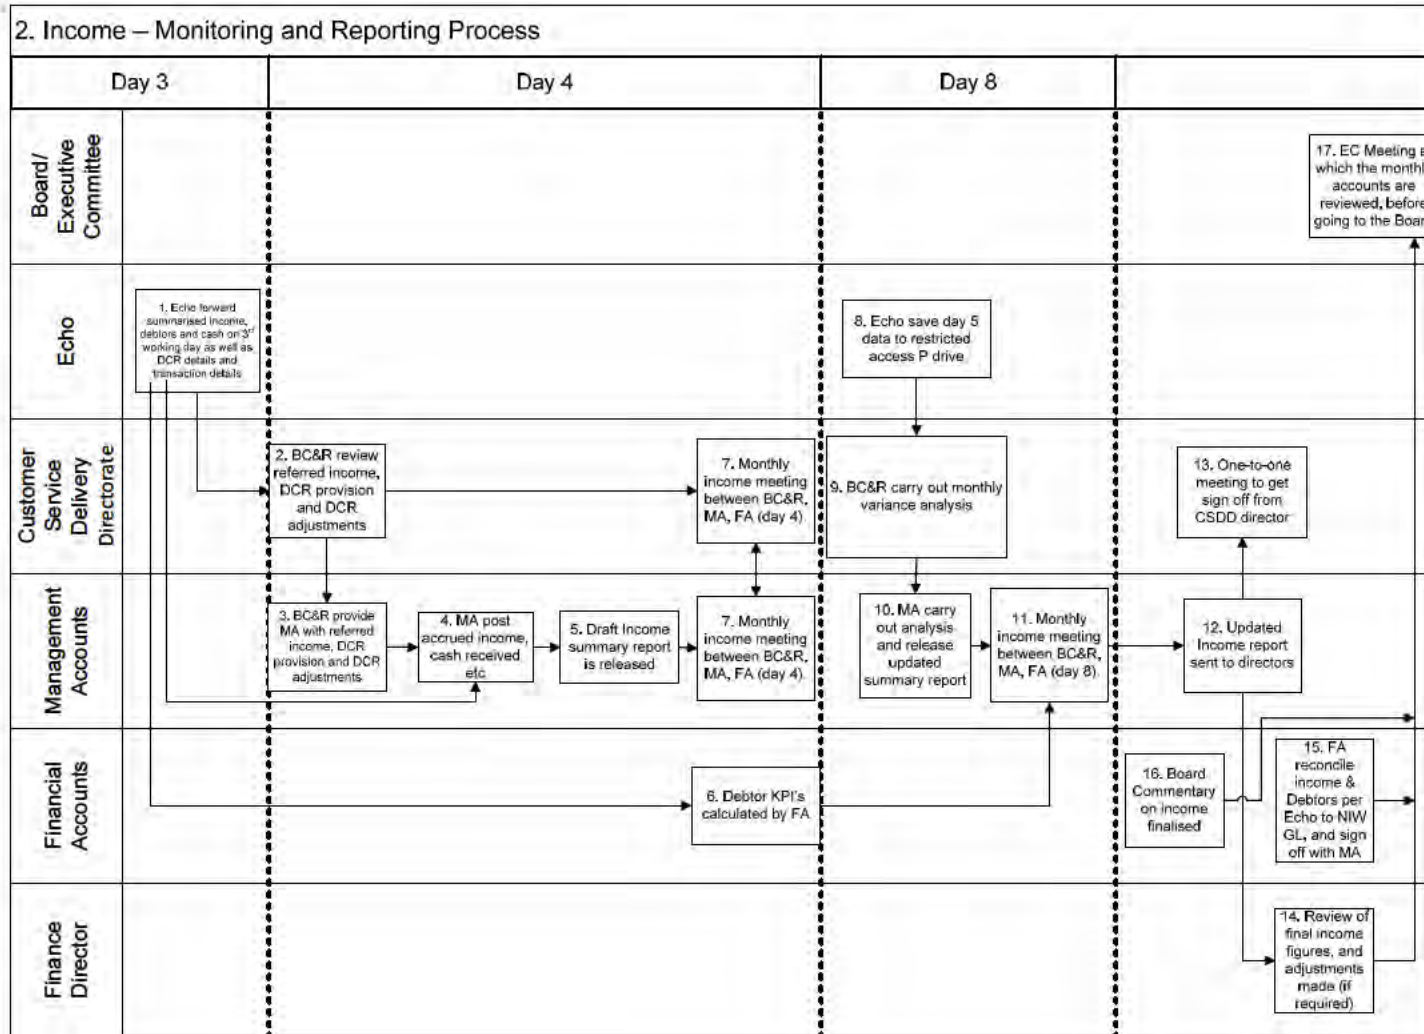 2. Income – Monitoring and Reporting Process
Day 3
Day 4
Day 8
Board/
Executive
Committee
17. EC Meeting
which the
accounts are
reviewed, before
going to the
Echo
1. Echo forward
summarised income,
debtors and cash on 3rd
working day as well as
DCR details and
transaction details
8. Echo save day 5
data to restricted
access P drive
Customer
Service
Delivery
Directorate
2. BC&R review
referred income,
DCR provision
and DCR
adjustments
7. Monthly
income meeting
between BC&R,
MA, FA (day 4)
9. BC&R carry out monthly
variance analysis
13. One-to-one
meeting to get
sign off from
CSDD director
Management
Accounts
3. BC&R provide
MA with referred
income, DCR
provision and DCR
adjustments
4. MA post
accrued income,
cash received
etc
5. Draft Income
summary report
is released
7. Monthly
income meeting
between BC&R,
MA, FA (day 4)
10. MA carry
out analysis
and release
updated
summary report
11. Monthly
income meeting
between BC&R,
MA, FA (day 8)
12. Updated
Income report
sent to directors
Financial
Accounts
6. Debtor KPI's
calculated by FA
16. Board
Commentary
on income
finalised
15. FA
reconcile
income &
Debtors per
Echo to NIW
GL, and sign
off with MA
Finance
Director
14. Review of
final income
figures, and
adjustments
made (if
required)